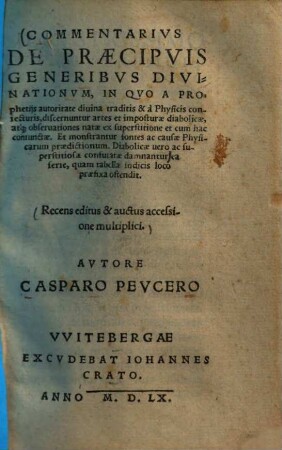 COMMENTARIVS
DE PRÆCIPVIS
GENERIBVS DIVI-
NATIONVM, IN QVO A PRO-
phetijs autoritate diuina traditis & à Physicis con-
iecturis, discernuntur artes et imposturæ diabolicæ,
atq; obseruationes natæ ex superstitione et cum hac
coniunctæ. Et monstrantur fontes ac causæ Physi-
carum prædictionum. Diabolicæ uero ac su-
perstitiosæ confutatæ damnantur, ea
serie, quam tabella indicis loco
præfixa ostendit.
Recens editus & auctus accessi-
one multiplici.
AVTORE
CASPARO PEVCERO
VVITEBERGAE
EXCVDEBAT IOHANNES
CRATO.
ANNO M. D. LX.